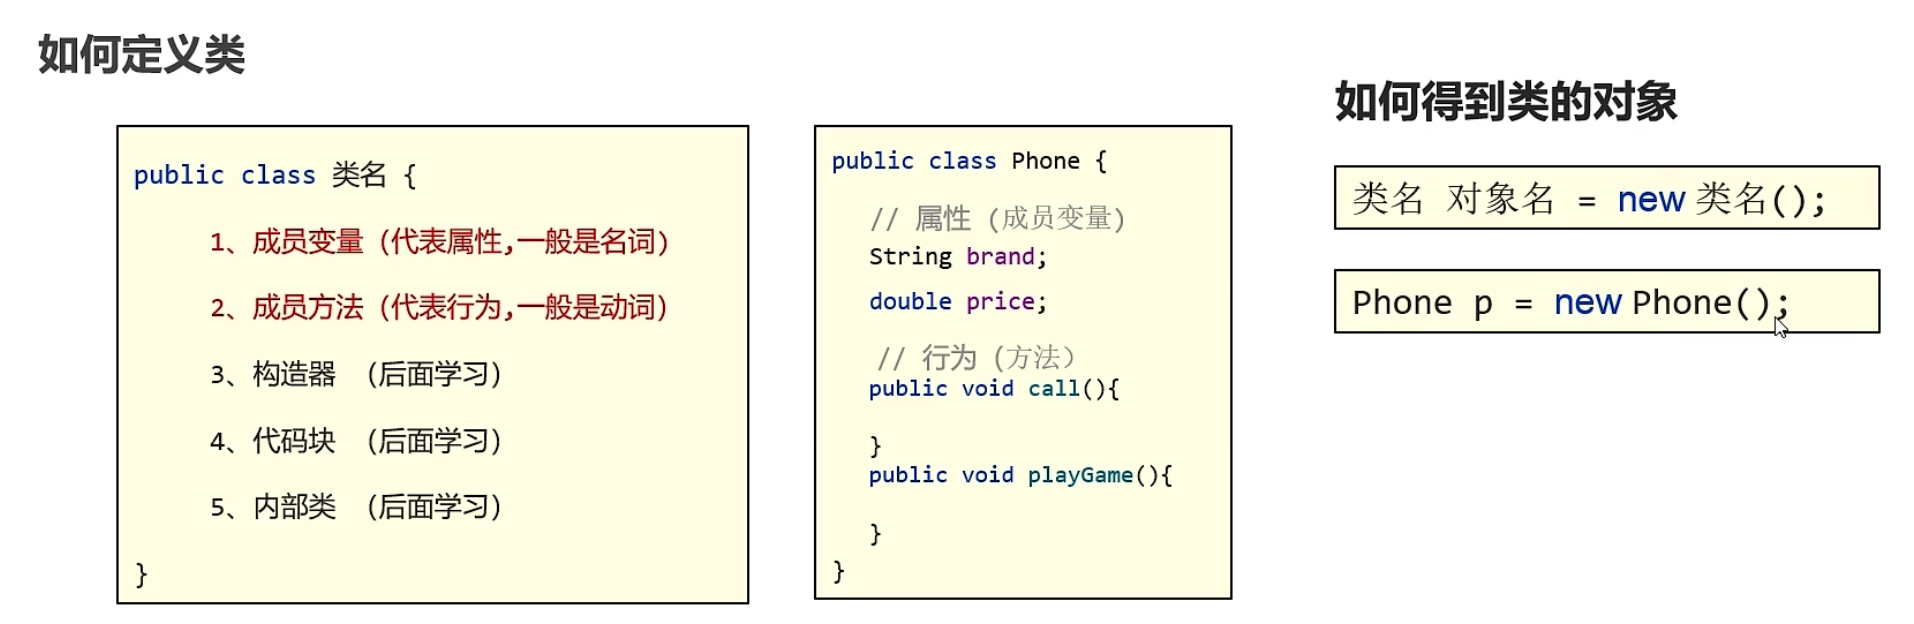 如何定义类
public class 类名 {
1、成员变量 (代表属性,一般是名词)
2、成员方法 (代表行为,一般是动词)
3、构造器 (后面学习)
4、代码块 (后面学习)
5、内部类 (后面学习)
}
public class Phone {
// 属性 (成员变量)
String brand;
double price;
// 行为 (方法)
public void call(){
}
public void playGame(){
}
}
如何得到类的对象
类名 对象名 = new 类名();
Phone p = new Phone();